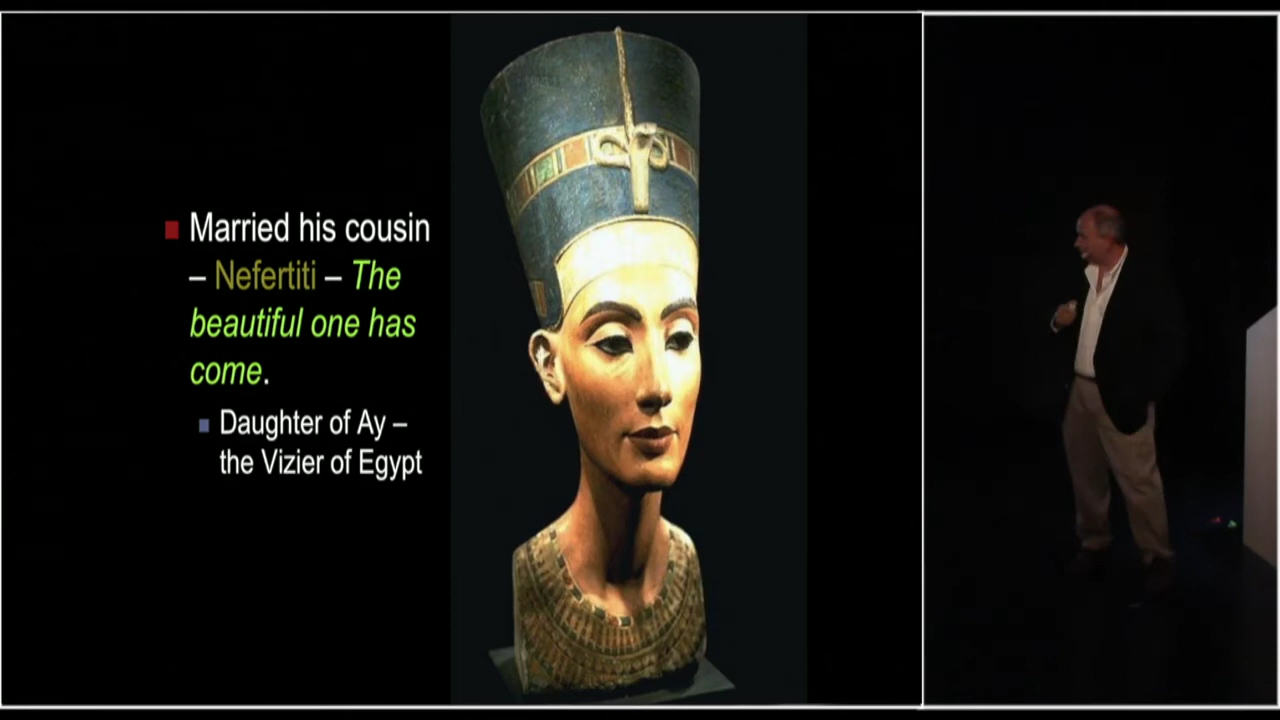 Married his cousin
– Nefertiti – The
beautiful one has
come.
Daughter of Ay –
the Vizier of Egypt